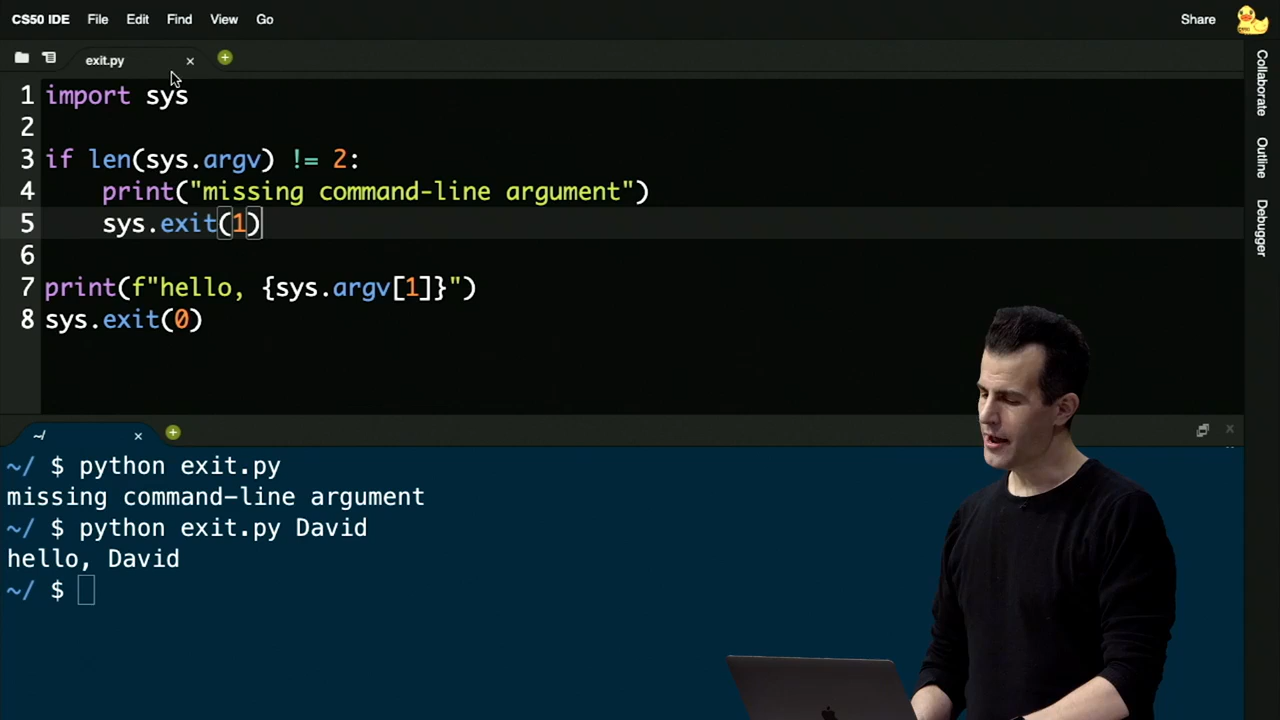 CS50 IDE File Edit Find View Go Share
exit.py
Collaborate
Outline
Debugger
1 import sys
2
3 if len(sys.argv) != 2:
4     print("missing command-line argument")
5     sys.exit(1)
6
7 print(f"hello, {sys.argv[1]}")
8 sys.exit(0)
~/
~/ $ python exit.py
missing command-line argument
~/ $ python exit.py David
hello, David
~/ $